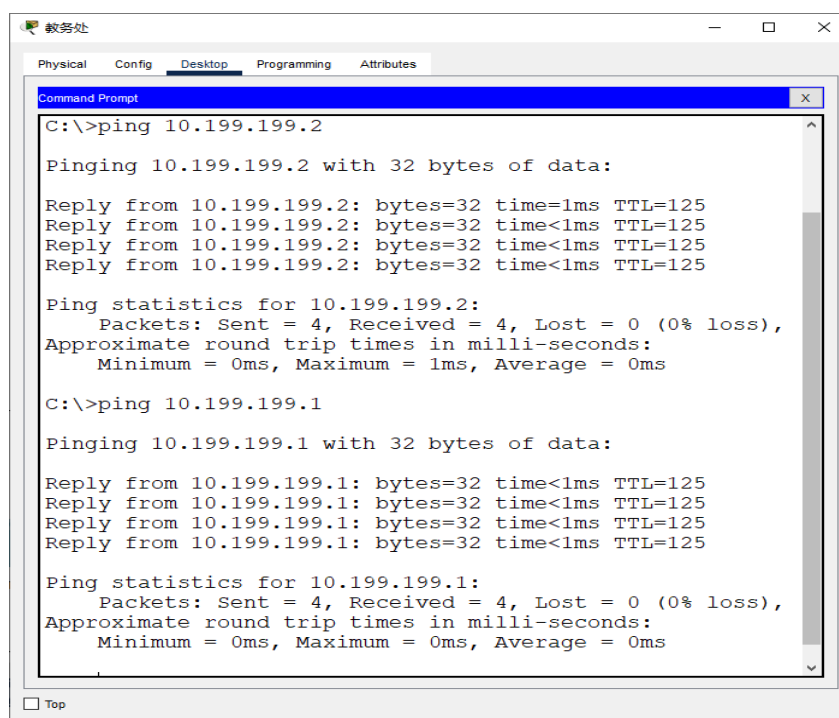 教务处
Physical Config Desktop Programming Attributes
Command Prompt X
C:\>ping 10.199.199.2
Pinging 10.199.199.2 with 32 bytes of data:
Reply from 10.199.199.2: bytes=32 time=1ms TTL=125
Reply from 10.199.199.2: bytes=32 time<1ms TTL=125
Reply from 10.199.199.2: bytes=32 time<1ms TTL=125
Reply from 10.199.199.2: bytes=32 time<1ms TTL=125
Ping statistics for 10.199.199.2:
Packets: Sent = 4, Received = 4, Lost = 0 (0% loss),
Approximate round trip times in milli-seconds:
Minimum = 0ms, Maximum = 1ms, Average = 0ms
C:\>ping 10.199.199.1
Pinging 10.199.199.1 with 32 bytes of data:
Reply from 10.199.199.1: bytes=32 time<1ms TTL=125
Reply from 10.199.199.1: bytes=32 time<1ms TTL=125
Reply from 10.199.199.1: bytes=32 time<1ms TTL=125
Reply from 10.199.199.1: bytes=32 time<1ms TTL=125
Ping statistics for 10.199.199.1:
Packets: Sent = 4, Received = 4, Lost = 0 (0% loss),
Approximate round trip times in milli-seconds:
Minimum = 0ms, Maximum = 0ms, Average = 0ms
Top